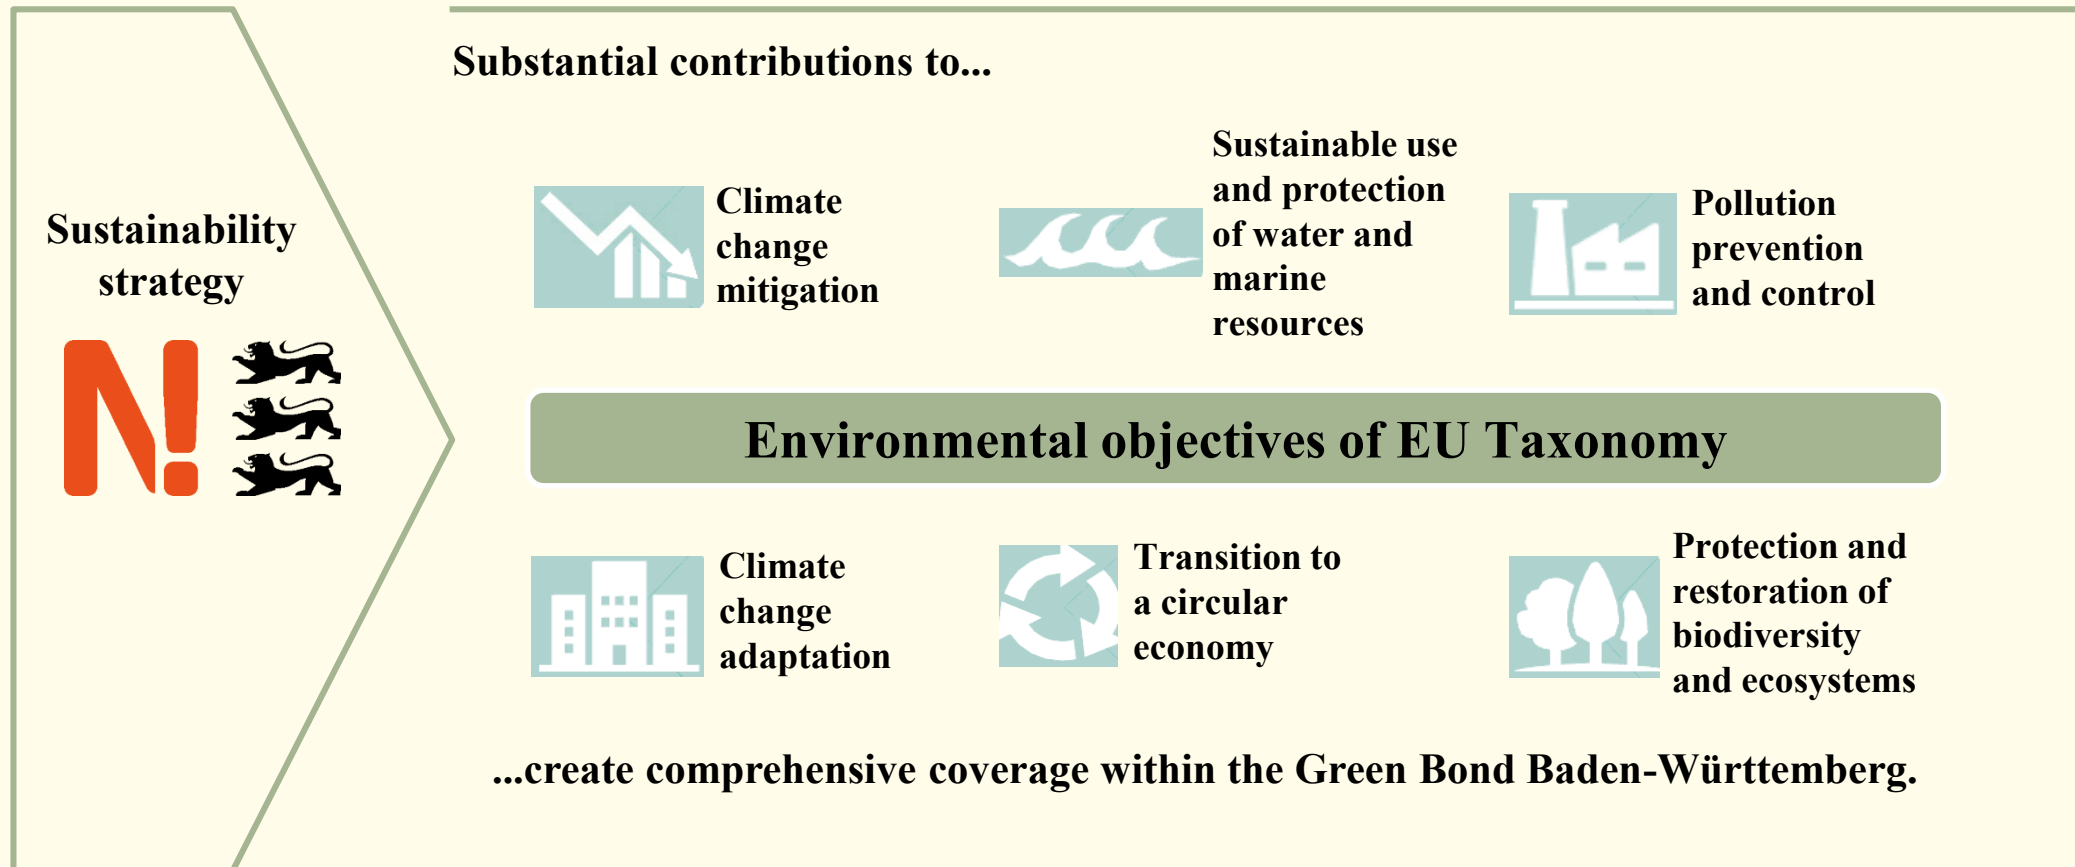 Substantial contributions to...
Sustainability
strategy
N!
Climate
change
mitigation
Sustainable use
and protection
of water and
marine
resources
Pollution
prevention
and control
Environmental objectives of EU Taxonomy
Climate
change
adaptation
Transition to
a circular
economy
Protection and
restoration of
biodiversity
and ecosystems
...create comprehensive coverage within the Green Bond Baden-Württemberg.